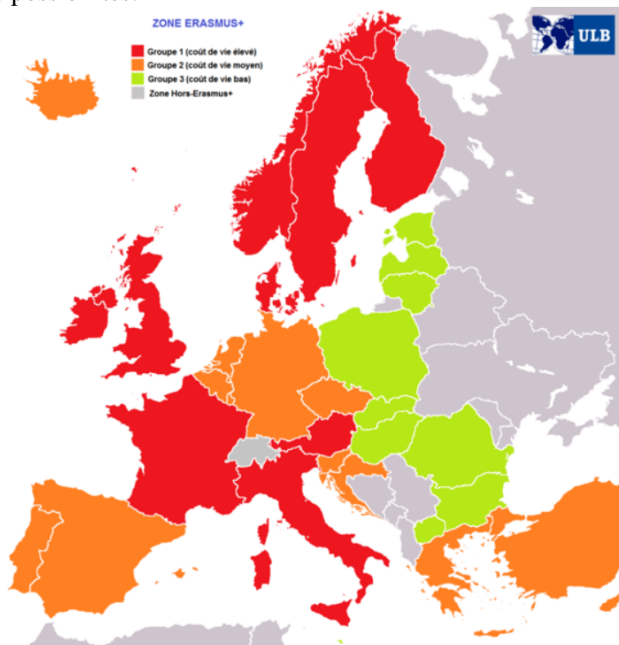 ZONE ERASMUS+
ULB
Groupe 1 (coût de vie élevé)
Groupe 2 (coût de vie moyen)
Groupe 3 (coût de vie bas)
Zone Hors-Erasmus+